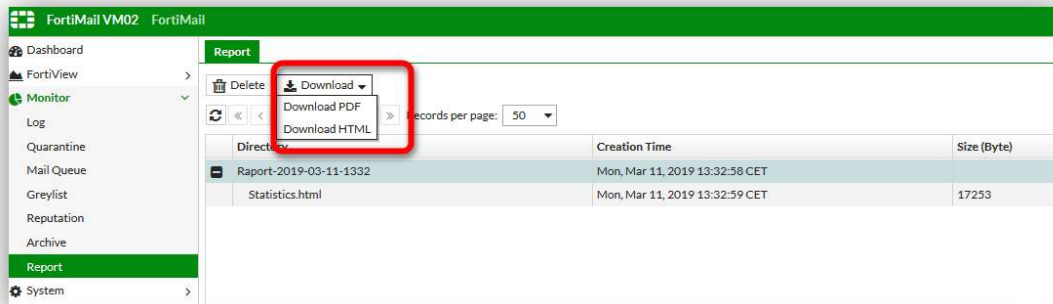 FortiMail VM02 FortiMail
Dashboard
FortiView
Monitor
Log
Quarantine
Mail Queue
Greylist
Reputation
Archive
Report
System
Report
Delete Download
Download PDF
Download HTML
Records per page: 50
Directory Creation Time Size (Byte)
Raport-2019-03-11-1332 Mon, Mar 11, 2019 13:32:58 CET
Statistics.html Mon, Mar 11, 2019 13:32:59 CET 17253